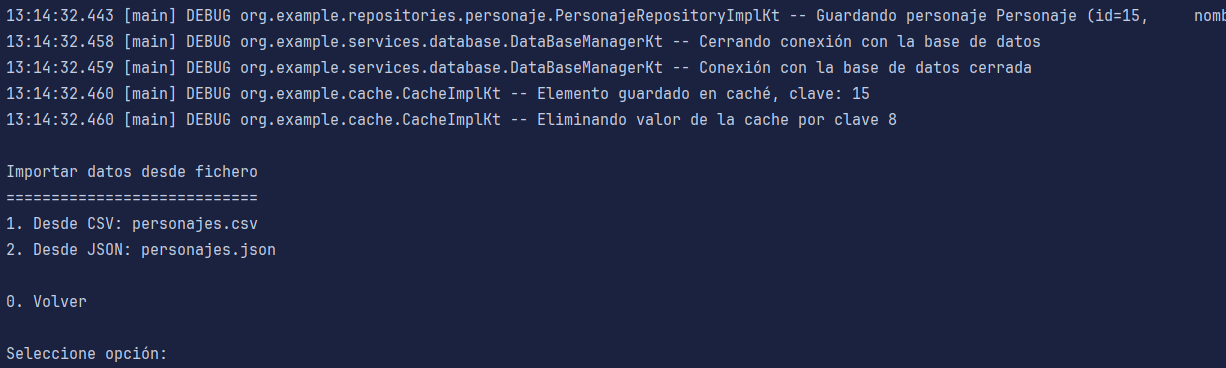 13:14:32.443 [main] DEBUG org.example.repositories.personaje.PersonajeRepositoryImplKt -- Guardando personaje Personaje (id=15, nomb
13:14:32.458 [main] DEBUG org.example.services.database.DataBaseManagerKt -- Cerrando conexión con la base de datos
13:14:32.459 [main] DEBUG org.example.services.database.DataBaseManagerKt -- Conexión con la base de datos cerrada
13:14:32.460 [main] DEBUG org.example.cache.CacheImplKt -- Elemento guardado en caché, clave: 15
13:14:32.460 [main] DEBUG org.example.cache.CacheImplKt -- Eliminando valor de la cache por clave 8
Importar datos desde fichero
============================
1. Desde CSV: personajes.csv
2. Desde JSON: personajes.json
0. Volver
Seleccione opción: